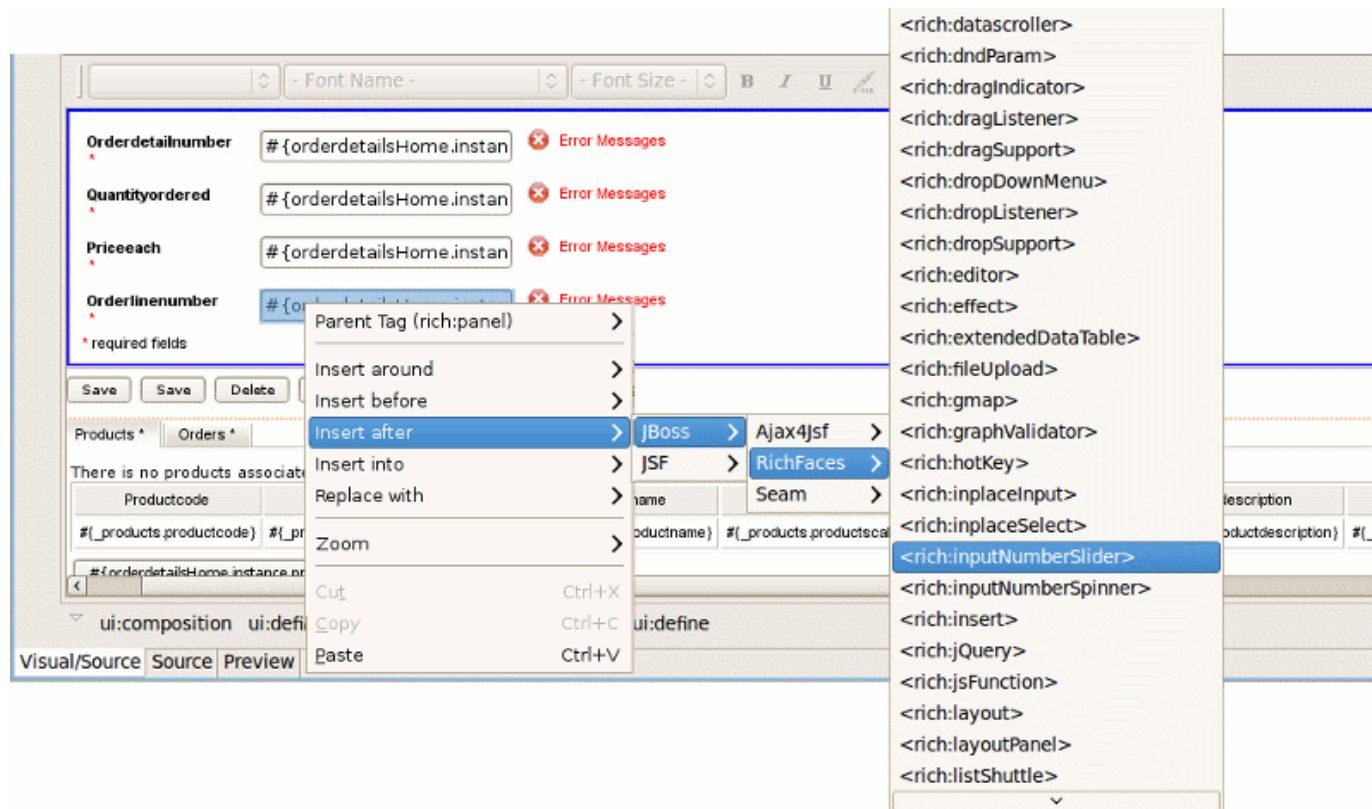 - Font Name -
- Font Size -
B I U
Orderdetailnumber
*
#{orderdetailsHome.instan
Error Messages
Quantityordered
*
#{orderdetailsHome.instan
Error Messages
Priceeach
*
#{orderdetailsHome.instan
Error Messages
Orderlinenumber
*
Error Messages
* required fields
Save Save Delete
Products * Orders *
There is no products associate
Productcode
name
description
#{_products.productcode} #{_pr
oductname} #{_products.productscal
oductdescription} #{_
#{orderdetailsHome.instance.pr
ui:composition ui:defi
ui:define
Visual/Source Source Preview
Parent Tag (rich:panel)
Insert around
Insert before
Insert after
Insert into
Replace with
Zoom
Cut Ctrl+X
Copy Ctrl+C
Paste Ctrl+V
JBoss
JSF
Ajax4Jsf
RichFaces
Seam
<rich:datascroller>
<rich:dndParam>
<rich:dragIndicator>
<rich:dragListener>
<rich:dragSupport>
<rich:dropDownMenu>
<rich:dropListener>
<rich:dropSupport>
<rich:editor>
<rich:effect>
<rich:extendedDataTable>
<rich:fileUpload>
<rich:gmap>
<rich:graphValidator>
<rich:hotKey>
<rich:inplaceInput>
<rich:inplaceSelect>
<rich:inputNumberSlider>
<rich:inputNumberSpinner>
<rich:insert>
<rich:jQuery>
<rich:jsFunction>
<rich:layout>
<rich:layoutPanel>
<rich:listShuttle>